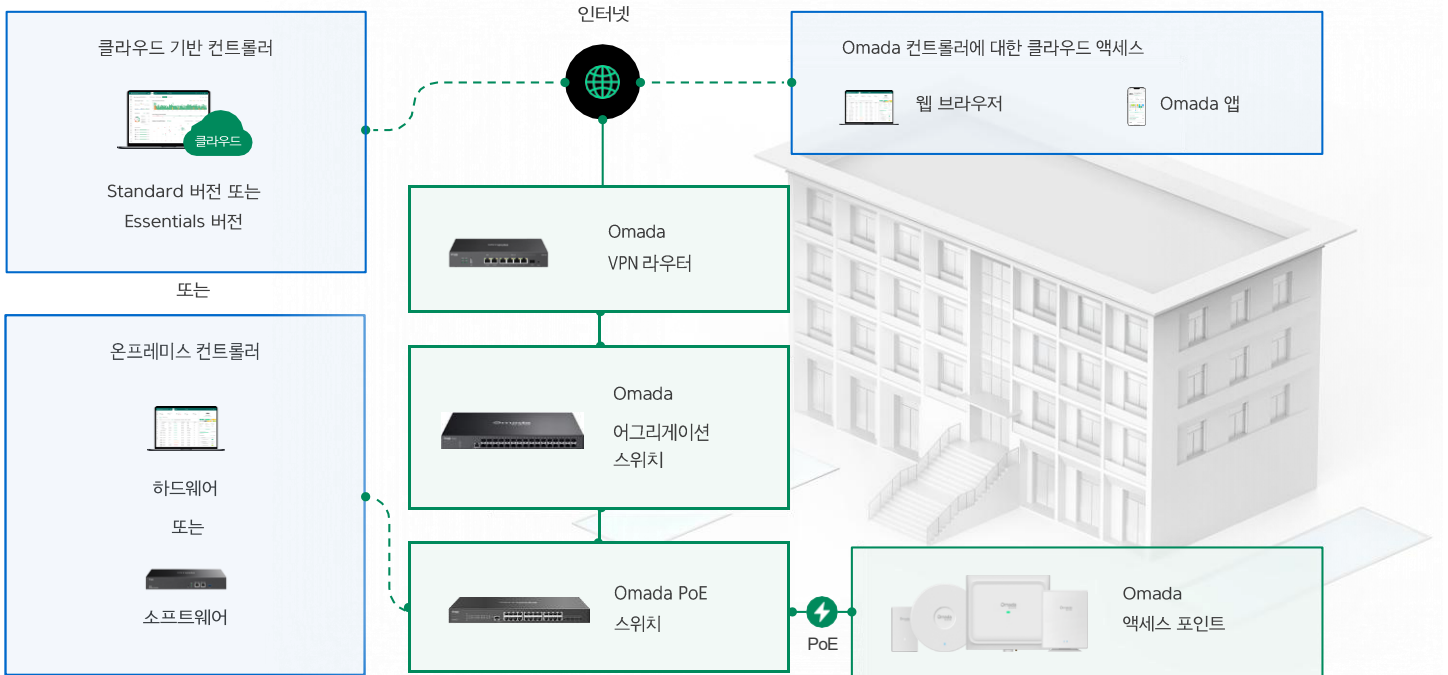 인터넷
클라우드 기반 컨트롤러
클라우드
Standard 버전 또는
Essentials 버전
또는
온프레미스 컨트롤러
하드웨어
또는
소프트웨어
Omada 컨트롤러에 대한 클라우드 액세스
웹 브라우저
Omada 앱
Omada
VPN 라우터
Omada
어그리게이션
스위치
Omada PoE
스위치
PoE
Omada
액세스 포인트